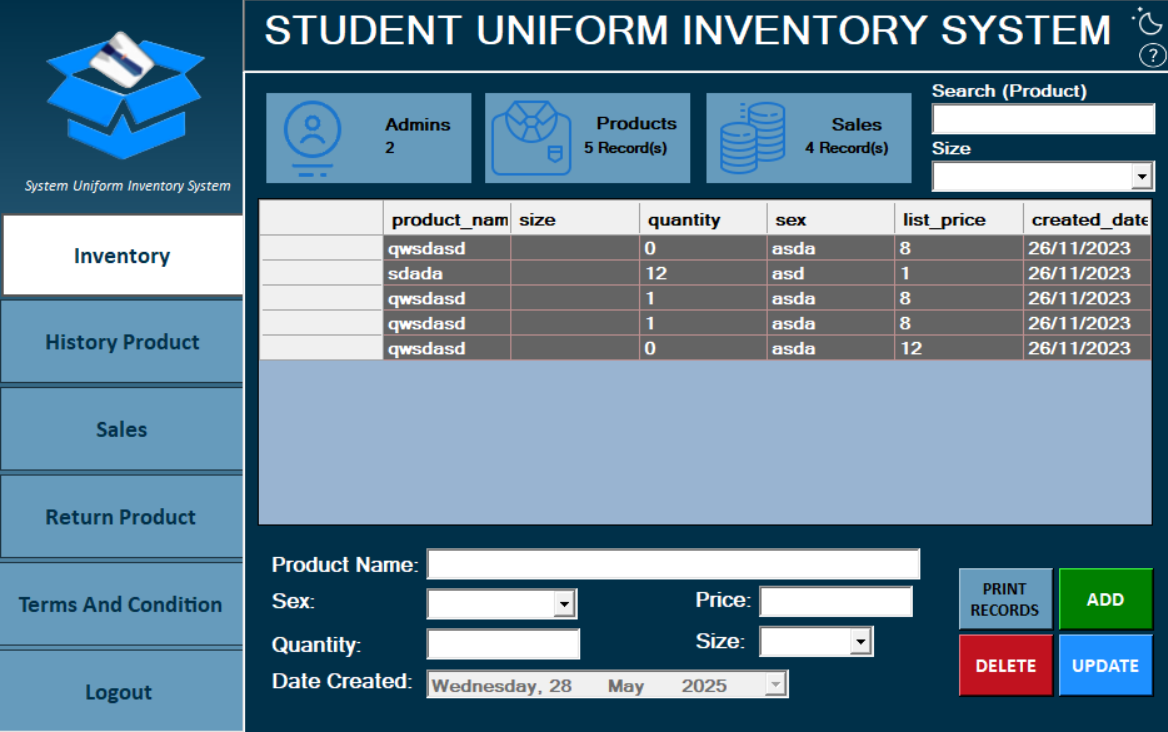 STUDENT UNIFORM INVENTORY SYSTEM
?
System Uniform Inventory System
Inventory
History Product
Sales
Return Product
Terms And Condition
Logout
Admins
2
Products
5 Record(s)
Sales
4 Record(s)
Search (Product)
Size
product_nam size quantity sex list_price created_date
qwsdasd 0 asda 8 26/11/2023
sdada 12 asd 1 26/11/2023
qwsdasd 1 asda 8 26/11/2023
qwsdasd 1 asda 8 26/11/2023
qwsdasd 0 asda 12 26/11/2023
Product Name:
Sex:
Price:
Quantity:
Size:
Date Created: Wednesday, 28 May 2025
PRINT
RECORDS
ADD
DELETE
UPDATE